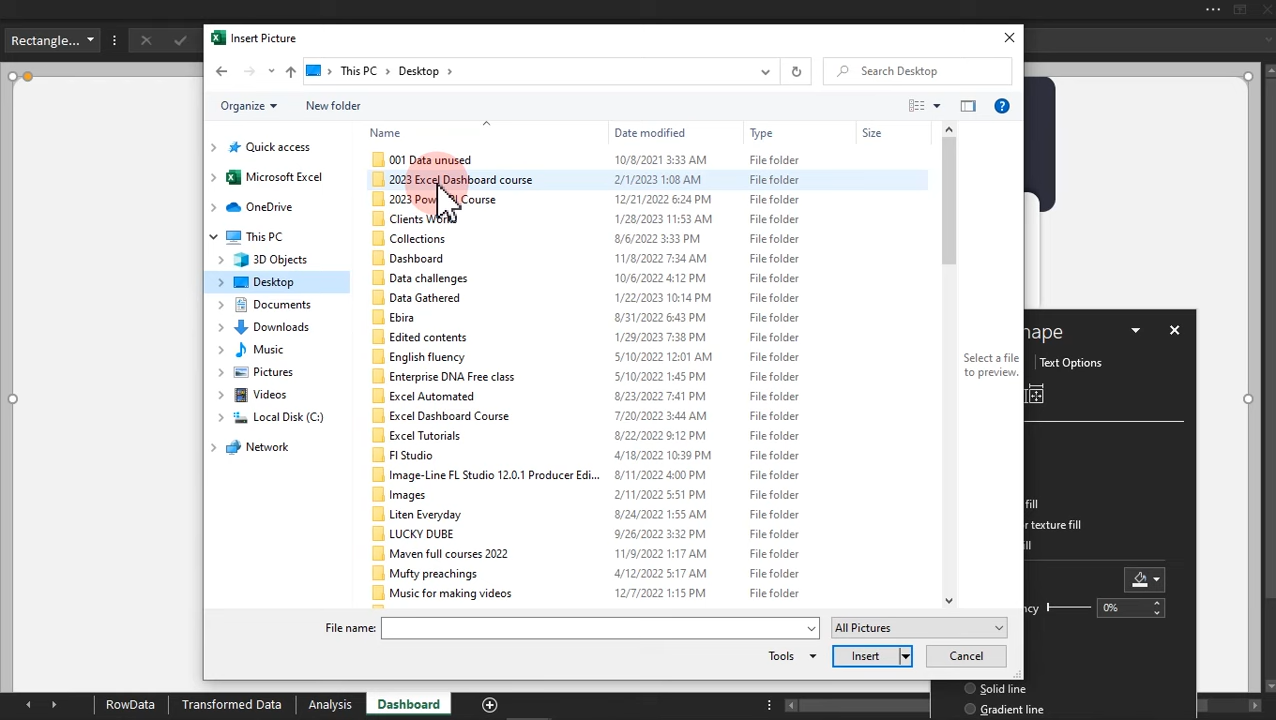 Rectangle...
Insert Picture
This PC
Desktop
Search Desktop
Organize
New folder
Name
Date modified
Type
Size
Quick access
Microsoft Excel
OneDrive
This PC
3D Objects
Desktop
Documents
Downloads
Music
Pictures
Videos
Local Disk (C:)
Network
001 Data unused 10/8/2021 3:33 AM File folder
2023 Excel Dashboard course 2/1/2023 1:08 AM File folder
2023 Power BI Course 12/21/2022 6:24 PM File folder
Clients Work 1/28/2023 11:53 AM File folder
Collections 8/6/2022 3:33 PM File folder
Dashboard 11/8/2022 7:34 AM File folder
Data challenges 10/6/2022 4:12 PM File folder
Data Gathered 1/22/2023 10:14 PM File folder
Ebira 8/31/2022 6:43 PM File folder
Edited contents 1/29/2023 7:38 PM File folder
English fluency 5/10/2022 12:01 AM File folder
Enterprise DNA Free class 5/10/2022 1:45 PM File folder
Excel Automated 8/23/2022 7:41 PM File folder
Excel Dashboard Course 7/20/2022 3:44 AM File folder
Excel Tutorials 8/22/2022 9:12 PM File folder
Fl Studio 4/18/2022 10:39 PM File folder
Image-Line FL Studio 12.0.1 Producer Edi... 8/11/2022 4:00 PM File folder
Images 2/11/2022 5:51 PM File folder
Liten Everyday 8/24/2022 1:55 AM File folder
LUCKY DUBE 9/26/2022 3:32 PM File folder
Maven full courses 2022 11/9/2022 1:17 AM File folder
Mufty preachings 4/12/2022 5:17 AM File folder
Music for making videos 12/7/2022 1:15 PM File folder
Select a file
to preview.
File name:
All Pictures
Tools
Insert
Cancel
hape
Text Options
fill
r texture fill
fill
ncy
0%
Solid line
Gradient line
RowData
Transformed Data
Analysis
Dashboard